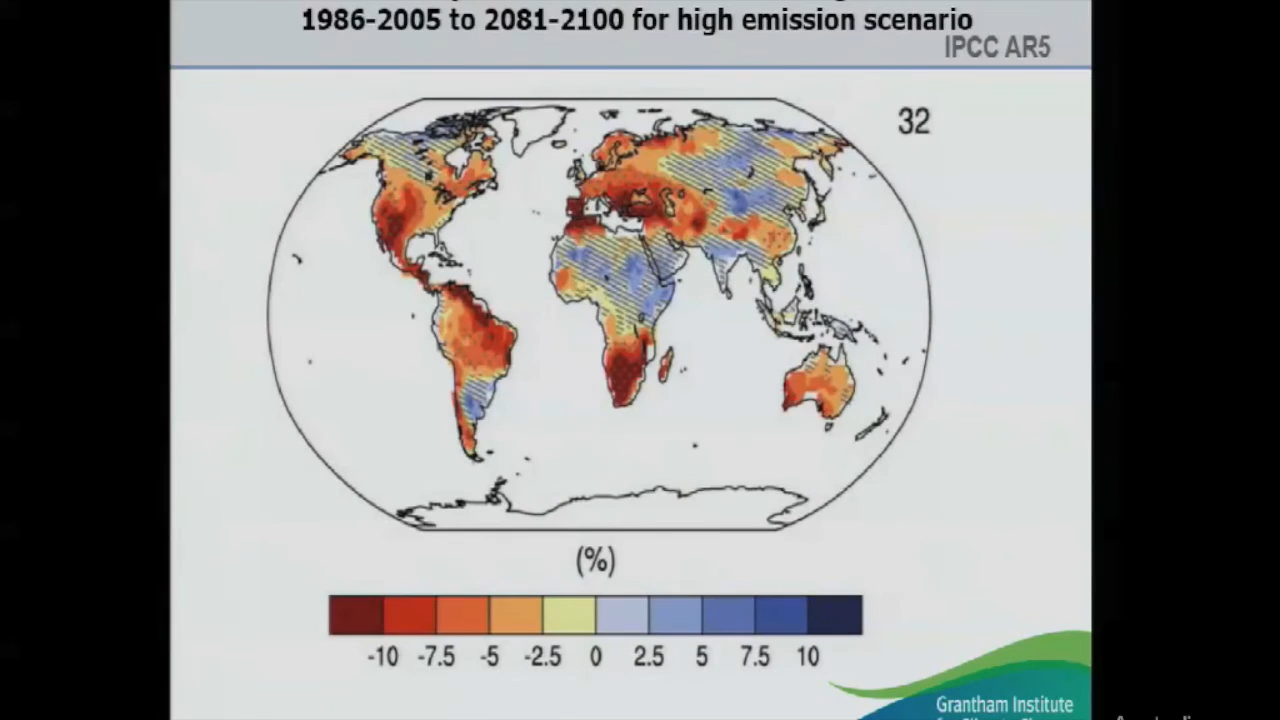 1986-2005 to 2081-2100 for high emission scenario
IPCC AR5
32
(%)
-10 -7.5 -5 -2.5 0 2.5 5 7.5 10
Grantham Institute